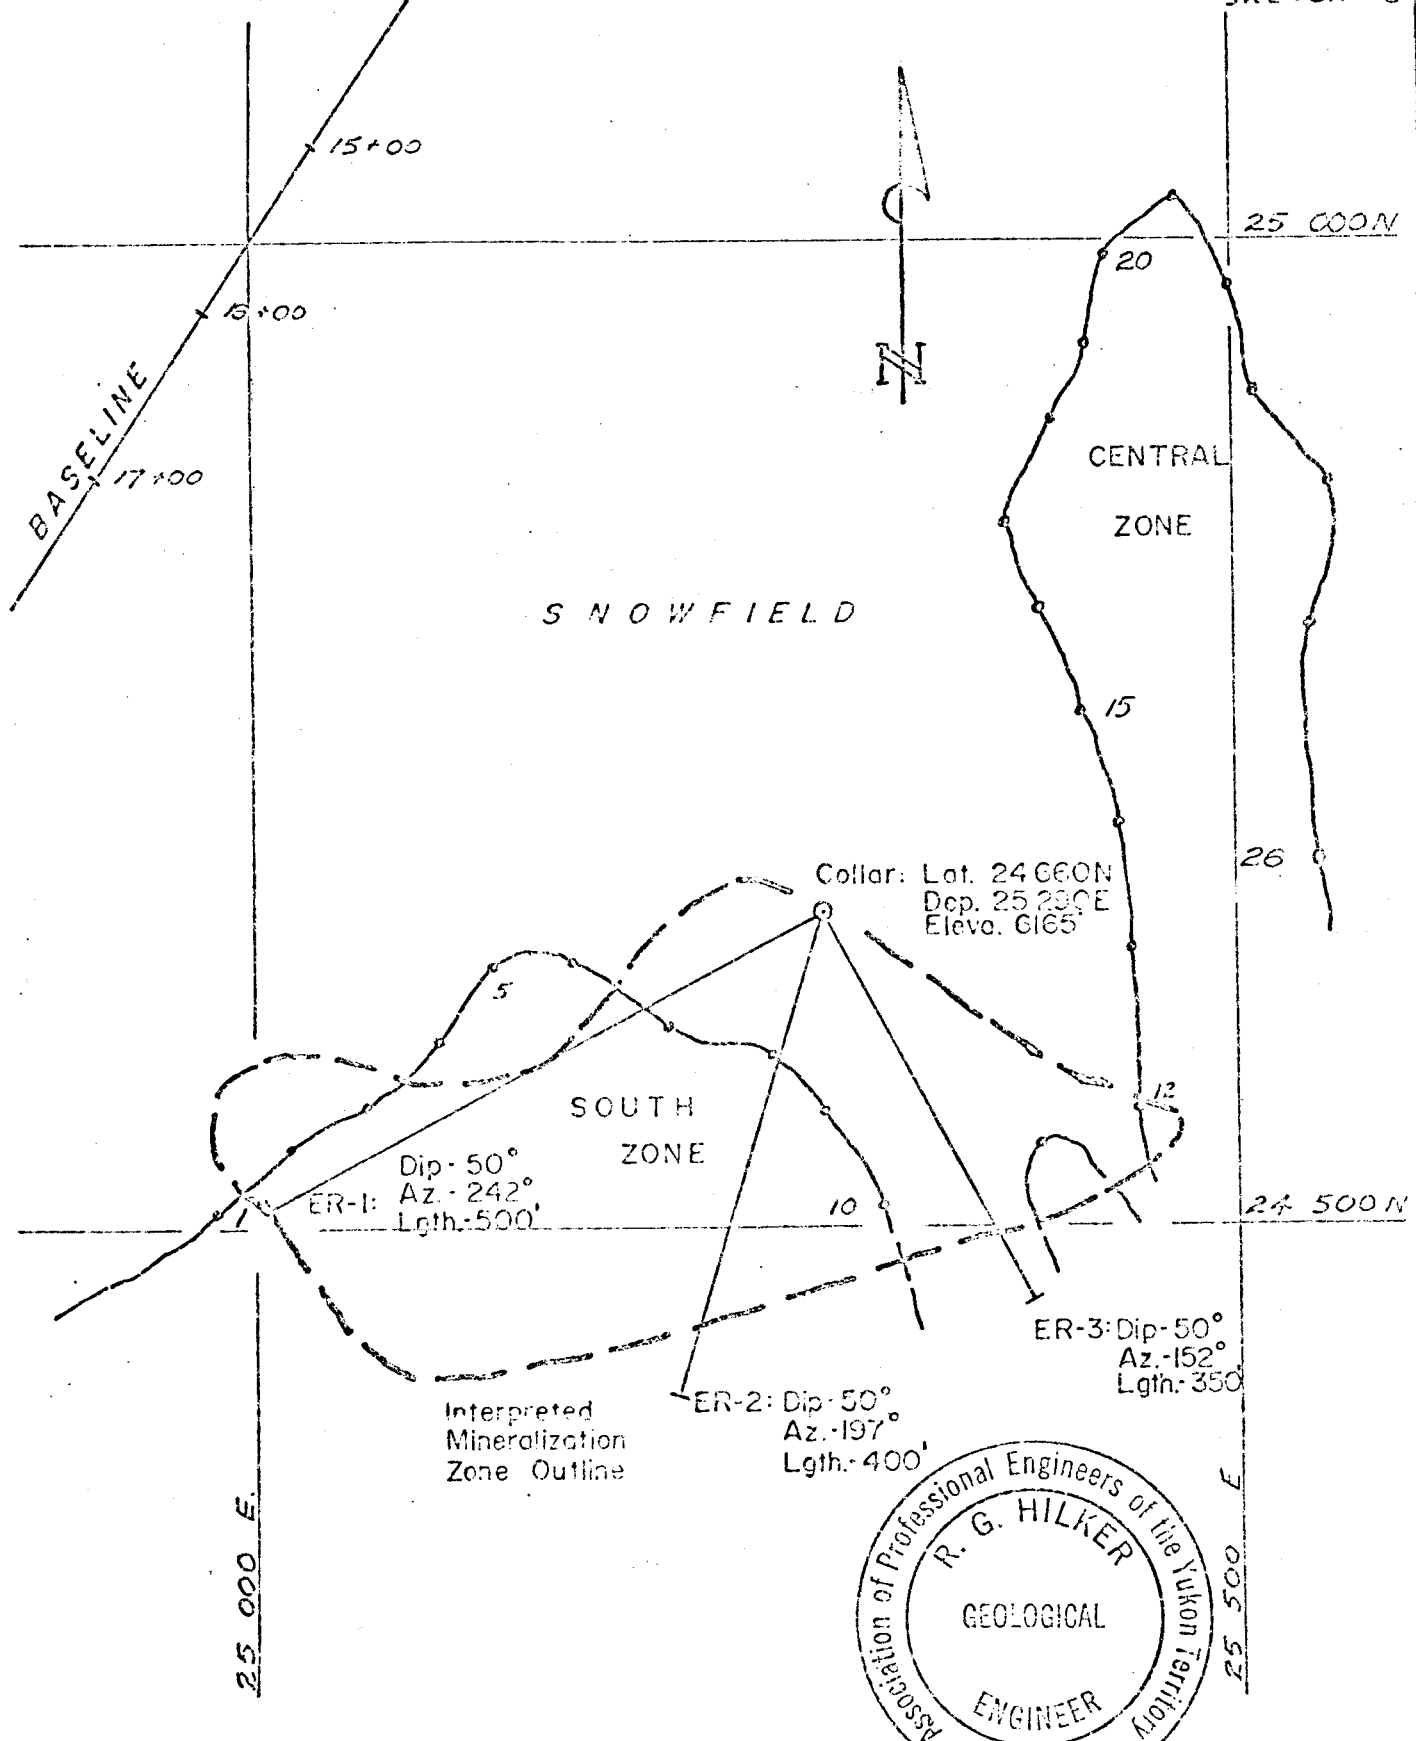 15+00
25 000N
20
16+00
BASELINE
17+00
CENTRAL
ZONE
N
SNOWFIELD
15
26
Collar: Lat. 24 660N
Dep. 25 290E
Eleva. 6165'
5
12
SOUTH
ZONE
1
ER-1: Dip-50°
Az.-242°
Lgth.-500'
10
24 500N
ER-3: Dip-50°
Az.-152°
Lgth.-350'
ER-2: Dip-50°
Az.-197°
Lgth.-400'
Interpreted
Mineralization
Zone Outline
25 000 E.
25 500 E
Association of Professional Engineers of the Yukon Territory
R. G. HILKER
GEOLOGICAL
ENGINEER